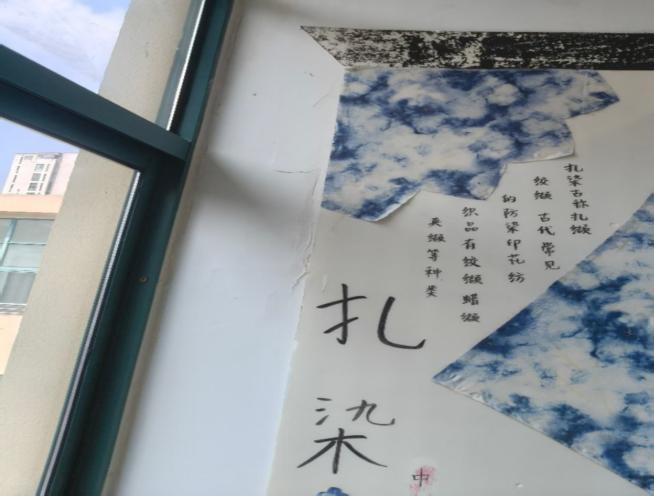 扎染古称扎缬
绞缬 古代常见
的防染印花纺
织品有绞缬 蜡缬
夹缬等种类
扎染
中